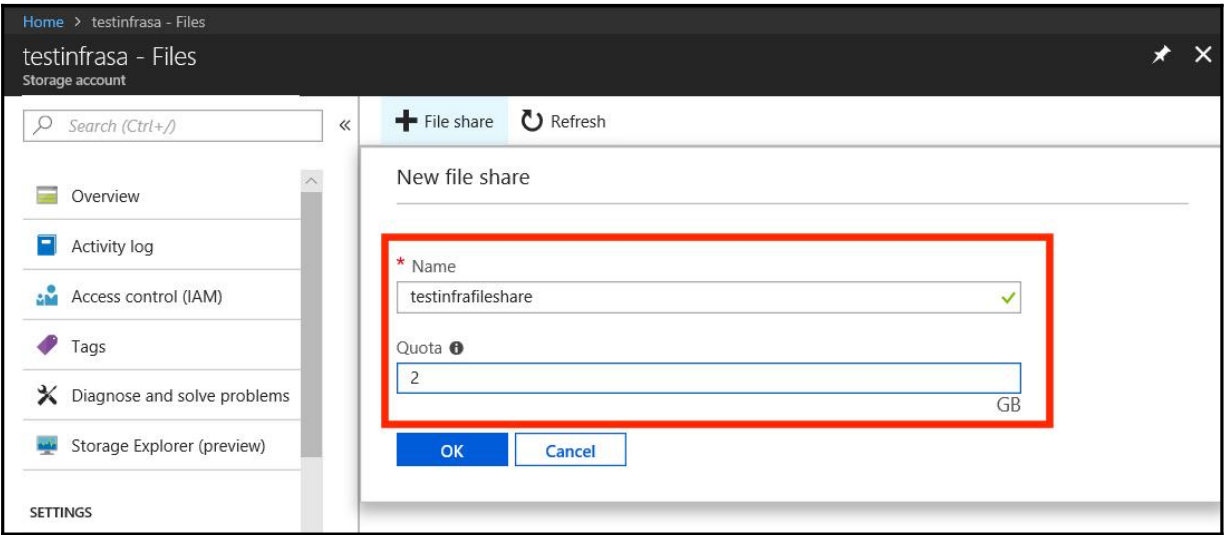 Home > testinfrasa - Files
testinfrasa - Files
Storage account
Search (Ctrl+/)
Overview
Activity log
Access control (IAM)
Tags
Diagnose and solve problems
Storage Explorer (preview)
SETTINGS
File share Refresh
New file share
* Name
testinfrafileshare
Quota
2
GB
OK Cancel